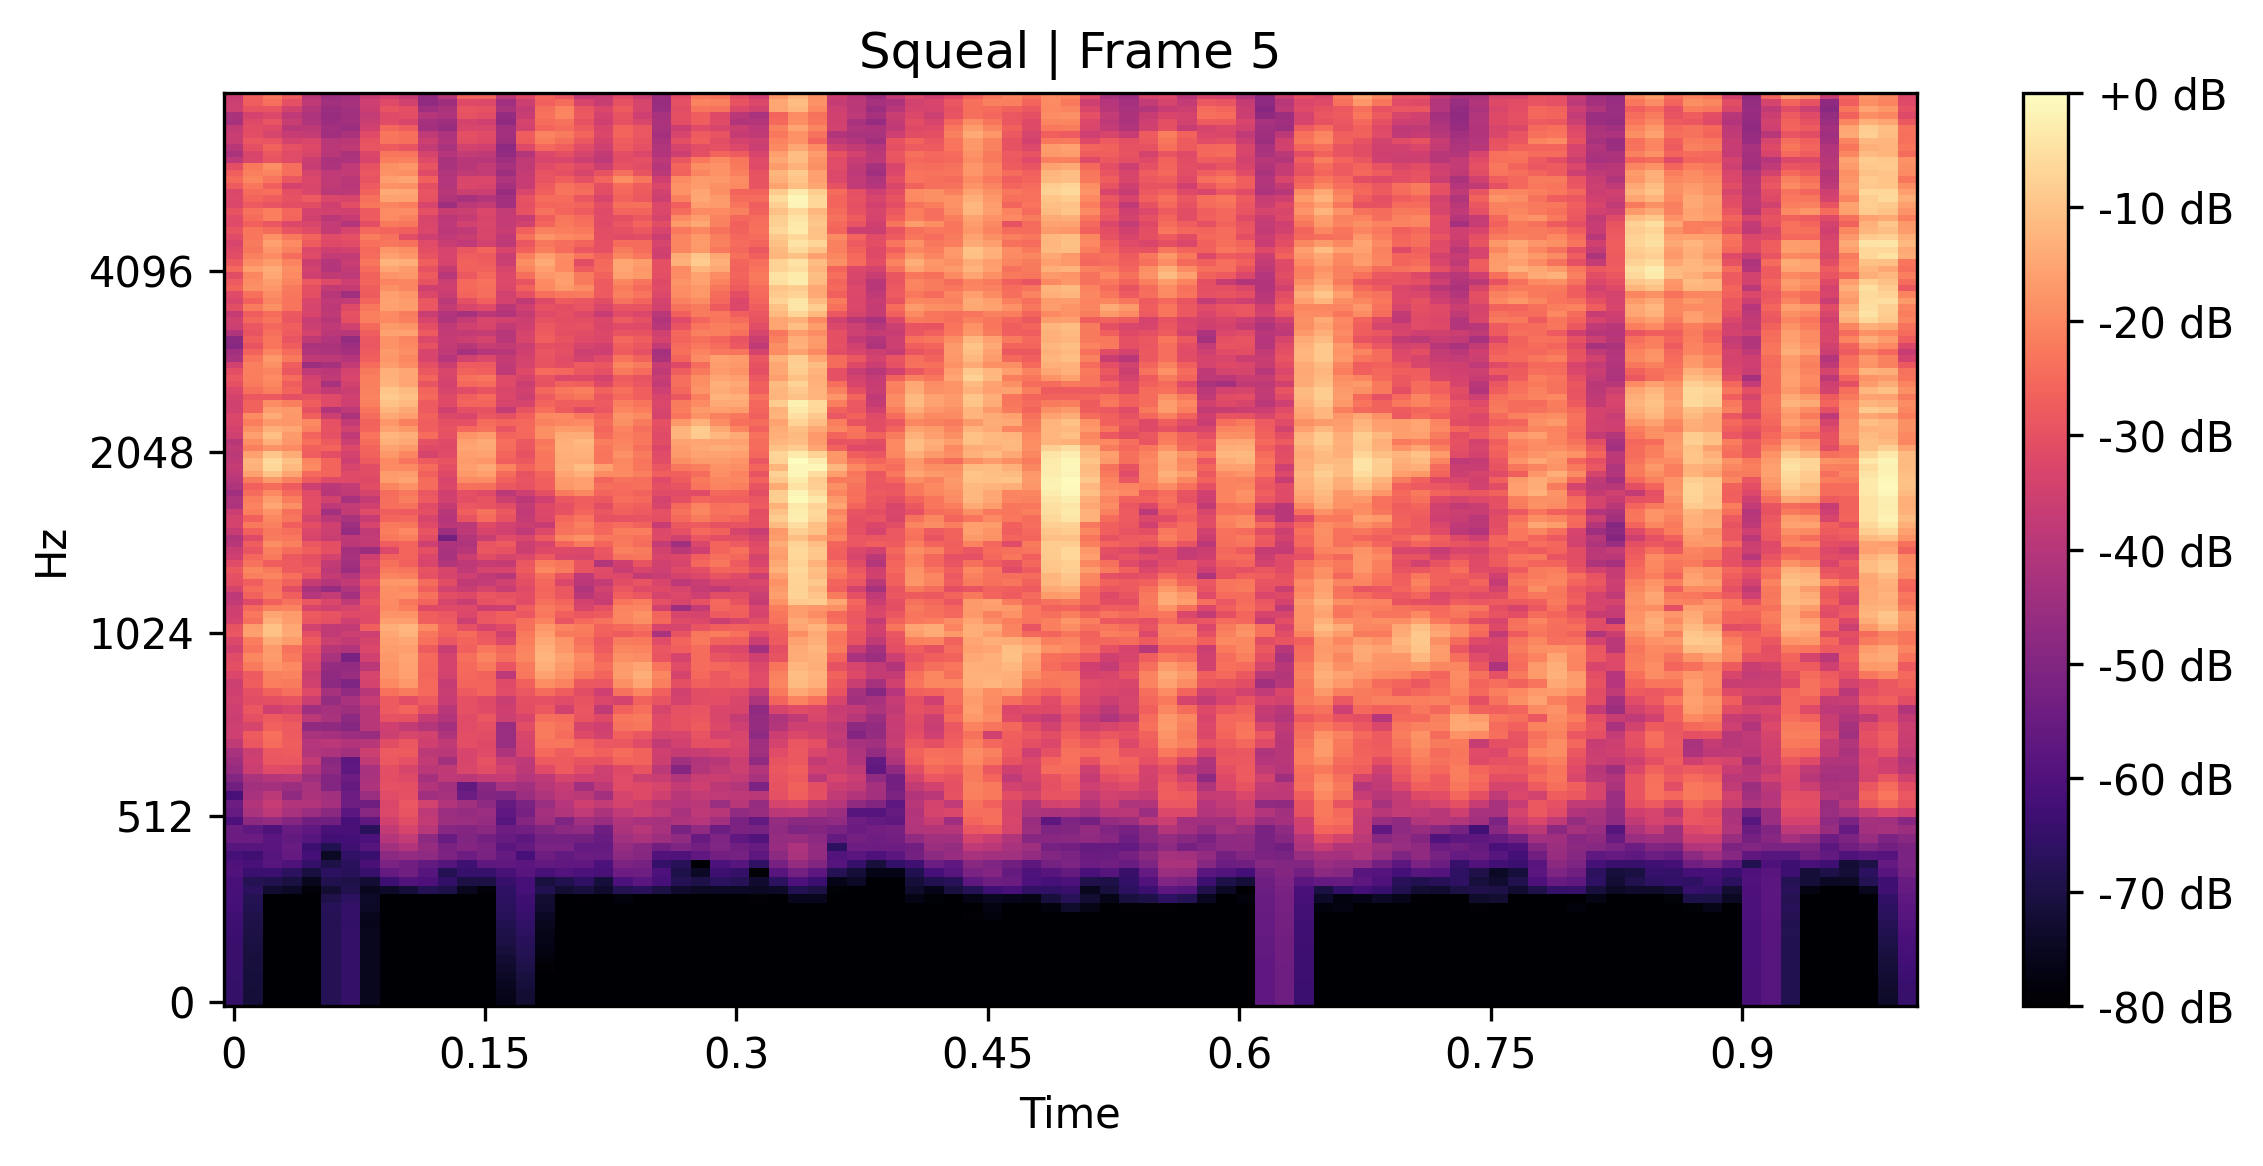 Squeal | Frame 5
+0 dB
-10 dB
-20 dB
-30 dB
-40 dB
-50 dB
-60 dB
-70 dB
-80 dB
Hz
4096
2048
1024
512
0
0 0.15 0.3 0.45 0.6 0.75 0.9
Time